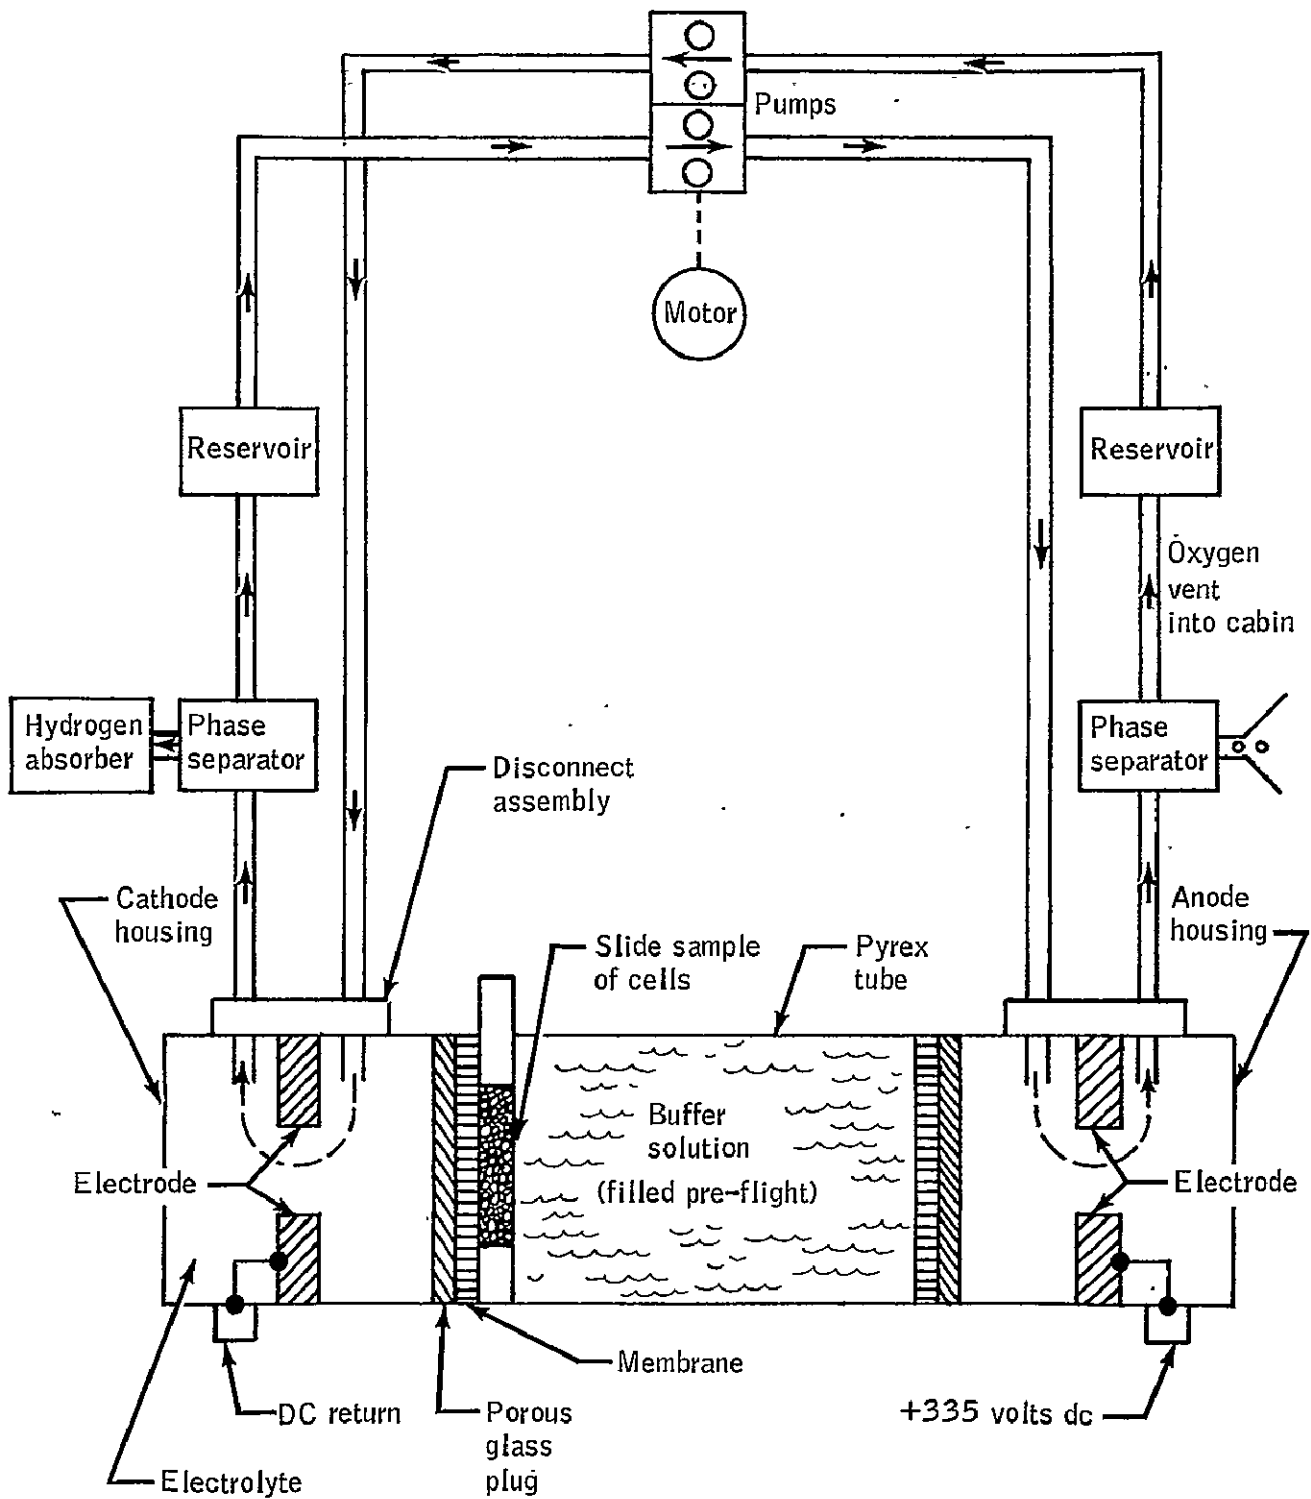 Pumps
Motor
Reservoir
Reservoir
Oxygen
vent
into cabin
Hydrogen
absorber
Phase
separator
Phase
separator
Disconnect
assembly
Cathode
housing
Slide sample
of cells
Pyrex
tube
Anode
housing
Buffer
solution
(filled pre-flight)
Electrode
Electrode
Membrane
DC return
Porous
glass
plug
+335 volts dc
Electrolyte